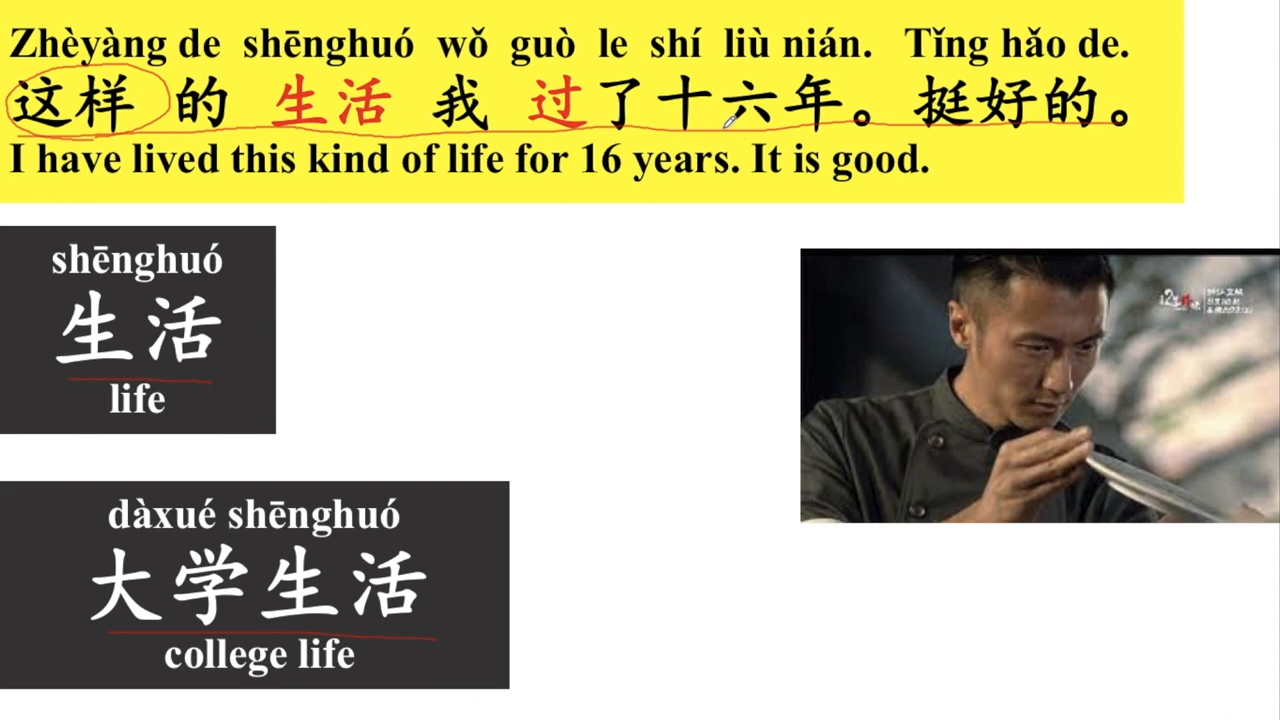 Zhèyàng de shēnghuó wǒ guò le shí liù nián. Tǐng hǎo de.
这样 的 生活 我 过了十六年。挺好的。
I have lived this kind of life for 16 years. It is good.
shēnghuó
生活
life
dàxué shēnghuó
大学生活
college life